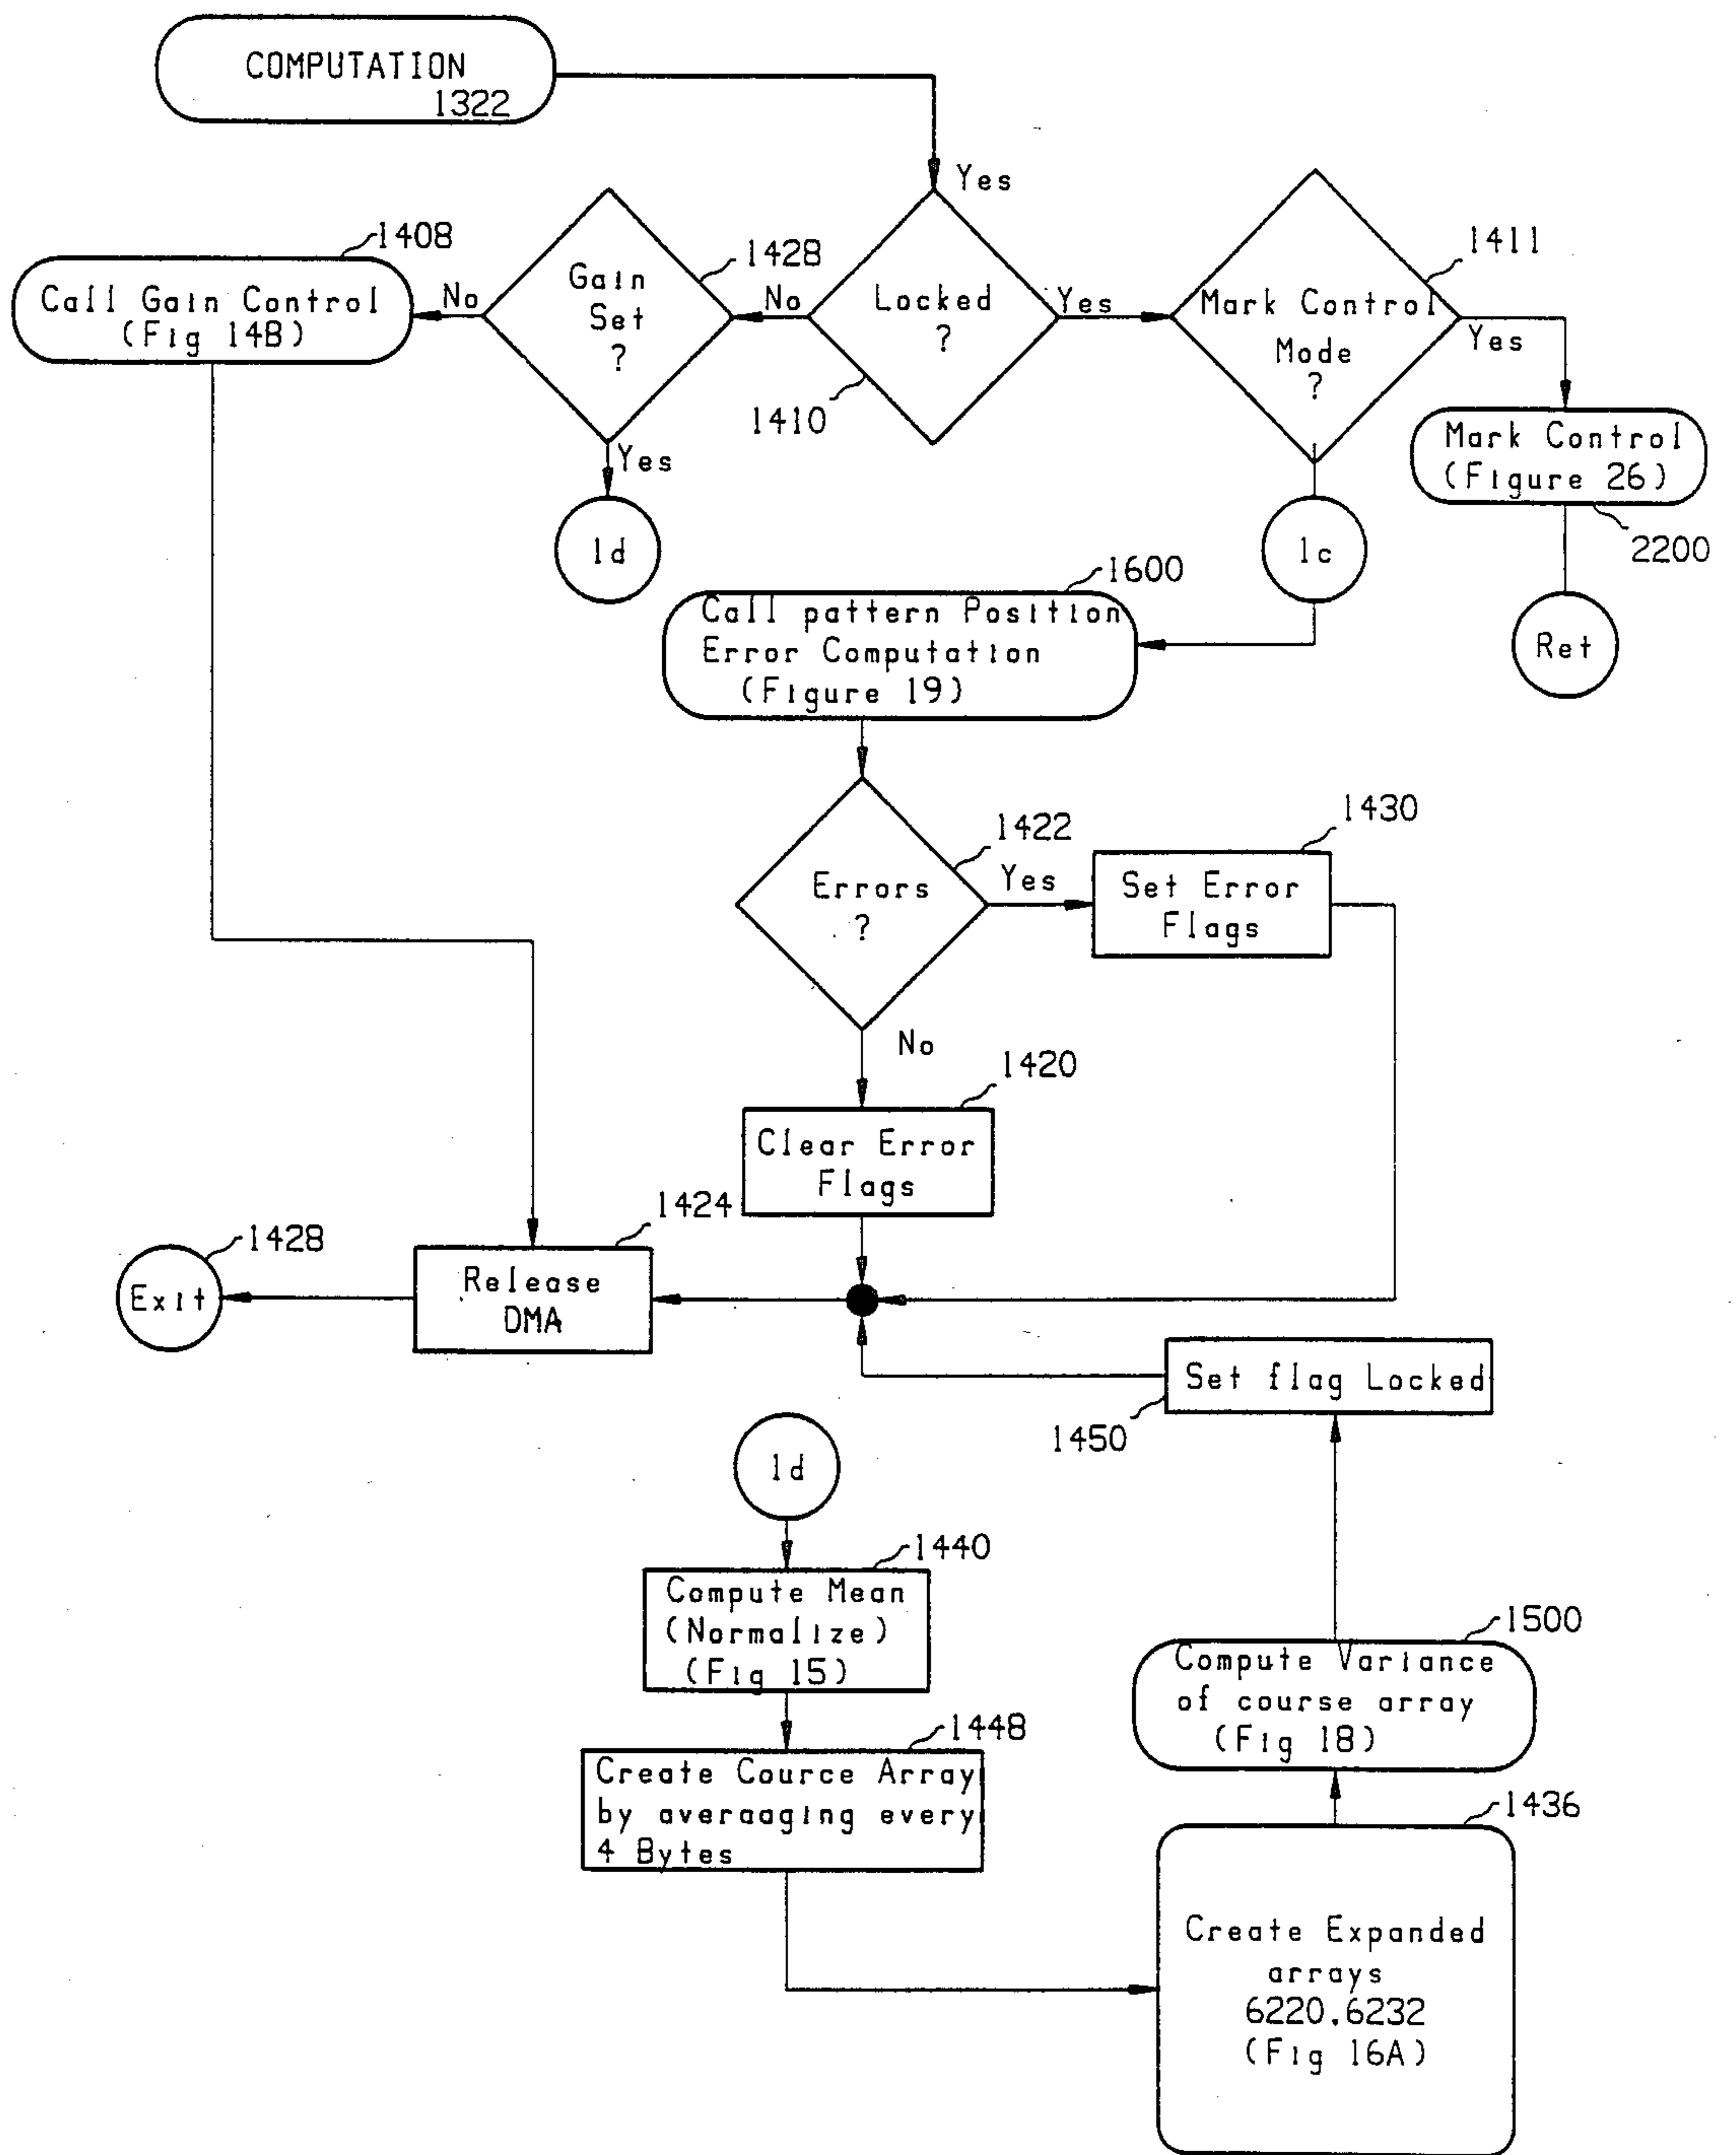 COMPUTATION
1322
Yes
1408
Call Gain Control
(Fig 14B)
No
Gain
Set
?
1428
No
Locked
?
1410
Yes
Mark Control
Mode
?
1411
Yes
Yes
1d
1c
Mark Control
(Figure 26)
2200
Ret
1600
Call pattern Position
Error Computation
(Figure 19)
1422
Errors
?
Yes
1430
Set Error
Flags
No
1420
Clear Error
Flags
1424
Release
DMA
1428
Exit
Set flag Locked
1450
1d
1440
Compute Mean
(Normalize)
(Fig 15)
1448
Create Cource Array
by averaaging every
4 Bytes
1500
Compute Variance
of course array
(Fig 18)
1436
Create Expanded
arrays
6220.6232
(Fig 16A)